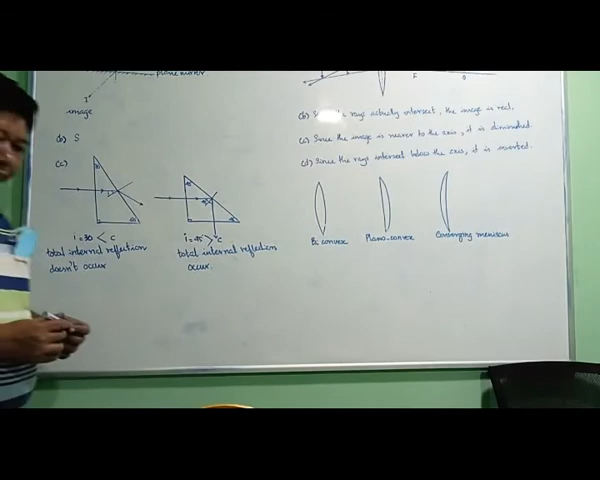 plane mirror
image
(b) S
(c)
i = 30 < c
total internal reflection
doesn't occur
i = 45 > c
total internal reflection
occur.
F
O
(b) the rays actually intersect, the image is real.
(c) Since the image is nearer to the axis, it is diminished.
(d) Since the rays intersect below the axis, it is inverted.
Bi convex
Plano-convex
Converging meniscus